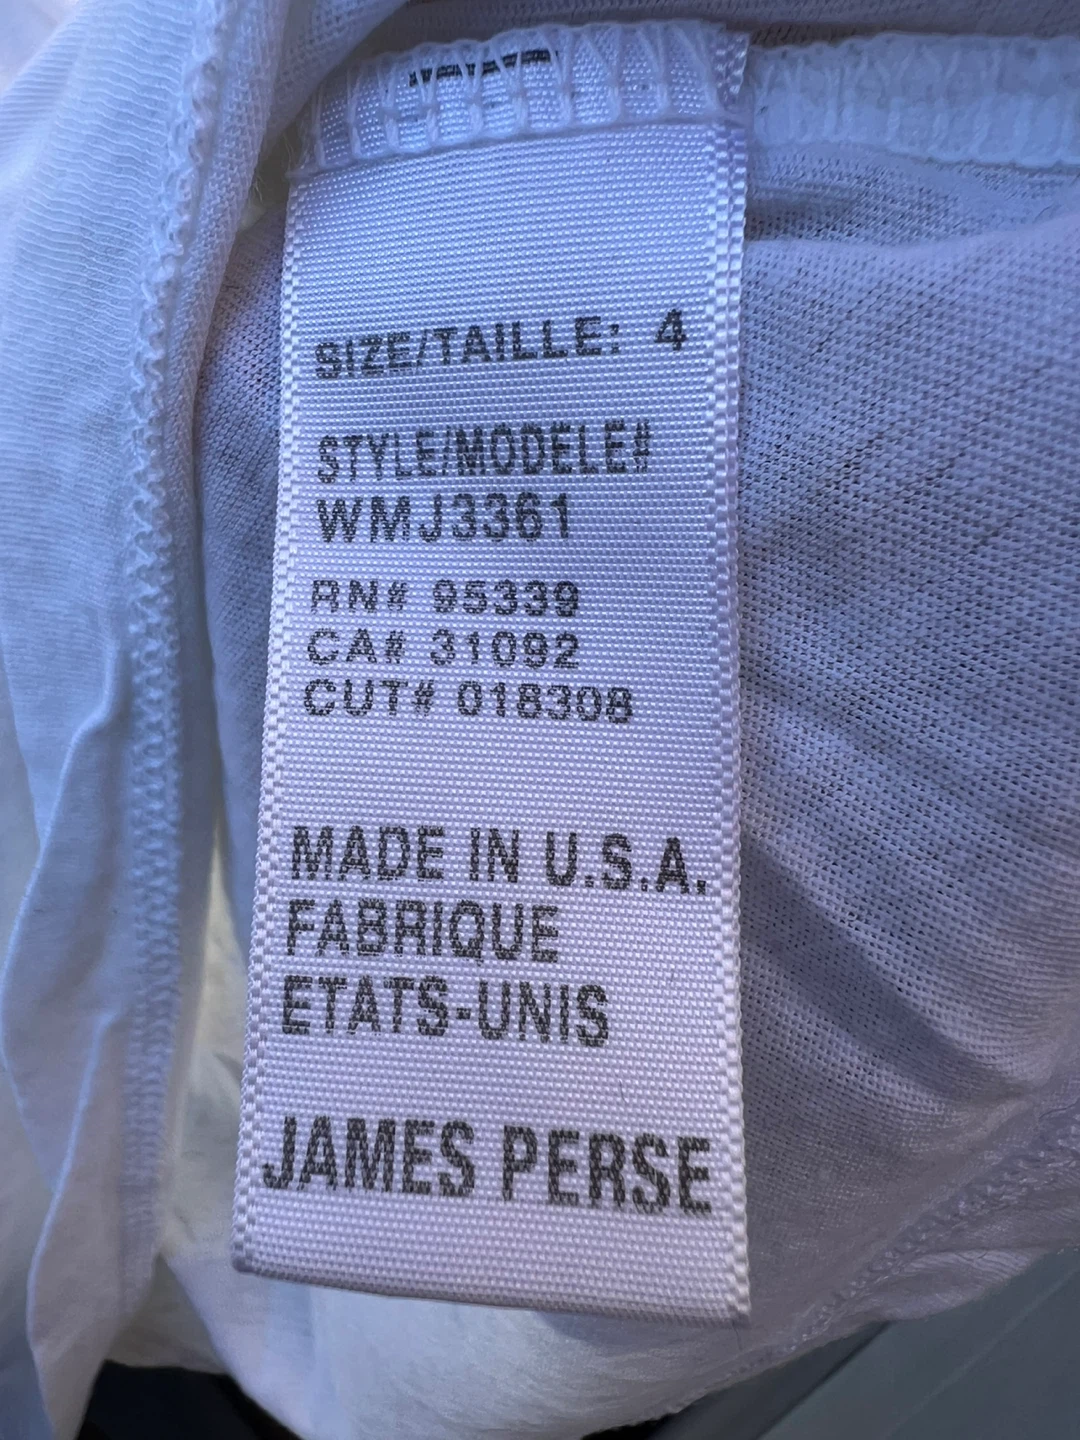 SIZE/TAILLE: 4
STYLE/MODELE#
WMJ3361
RN# 95339
CA# 31092
CUT# 018308
MADE IN U.S.A.
FABRIQUE
ETATS-UNIS
JAMES PERSE